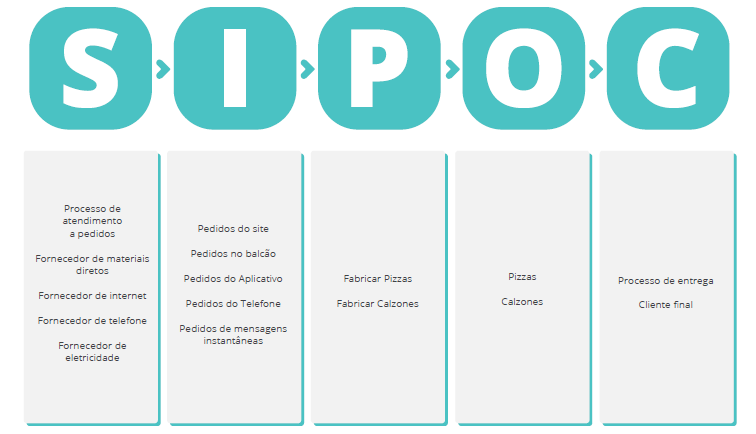 S I P O C
Processo de
atendimento
a pedidos
Fornecedor de materiais
diretos
Fornecedor de internet
Fornecedor de telefone
Fornecedor de
eletricidade
Pedidos do site
Pedidos no balcão
Pedidos do Aplicativo
Pedidos do Telefone
Pedidos de mensagens
instantâneas
Fabricar Pizzas
Fabricar Calzones
Pizzas
Calzones
Processo de entrega
Cliente final